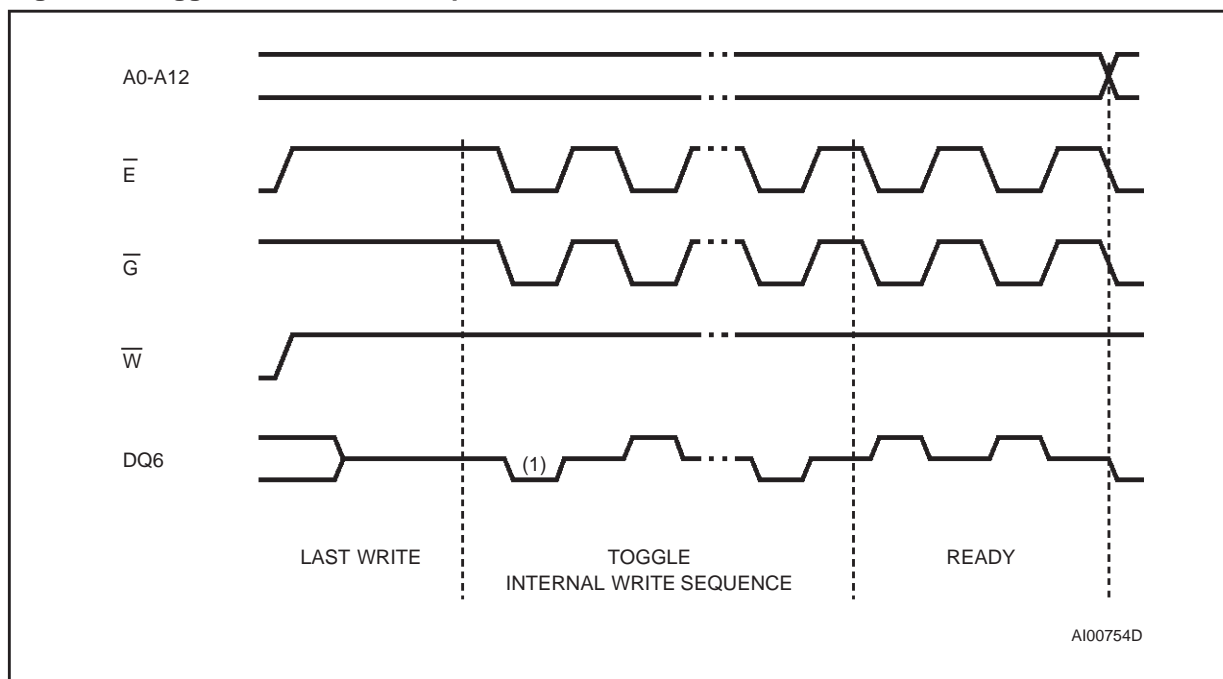 A0-A12
E
G
W
DQ6
(1)
LAST WRITE
TOGGLE
INTERNAL WRITE SEQUENCE
READY
AI00754D